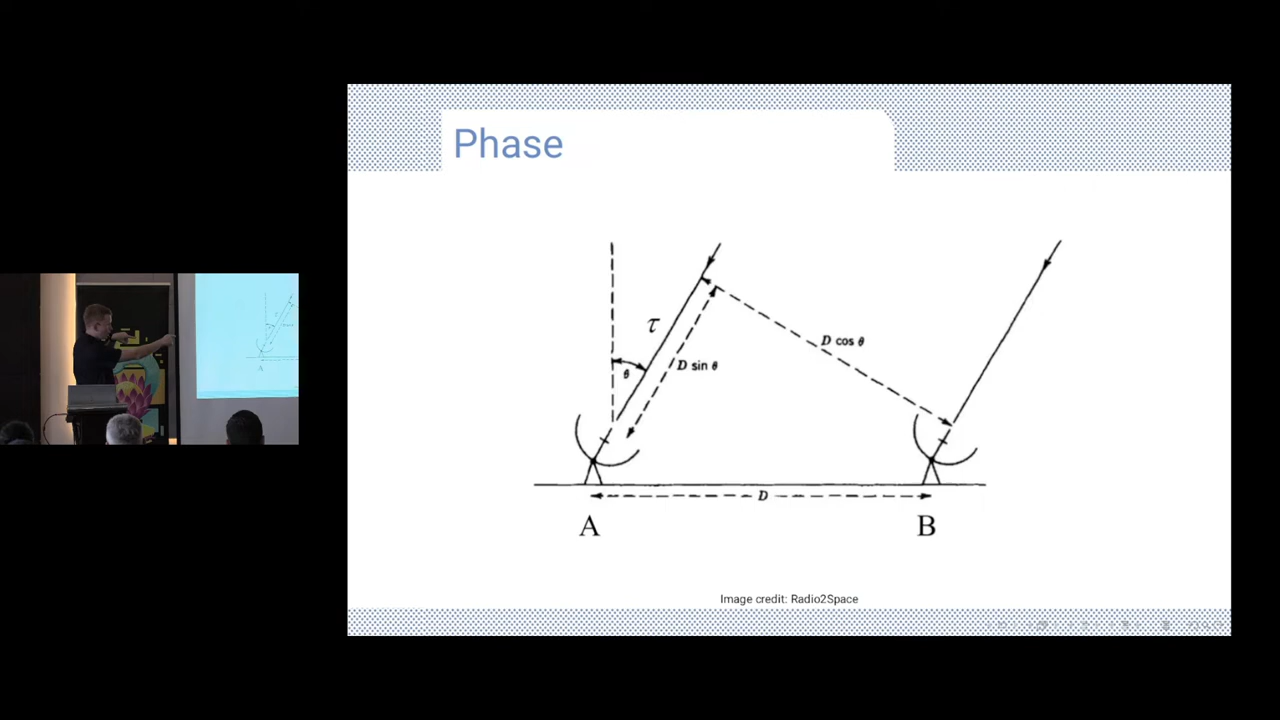 Phase
τ
D cos θ
D sin θ
θ
D
A
B
Image credit: Radio2Space